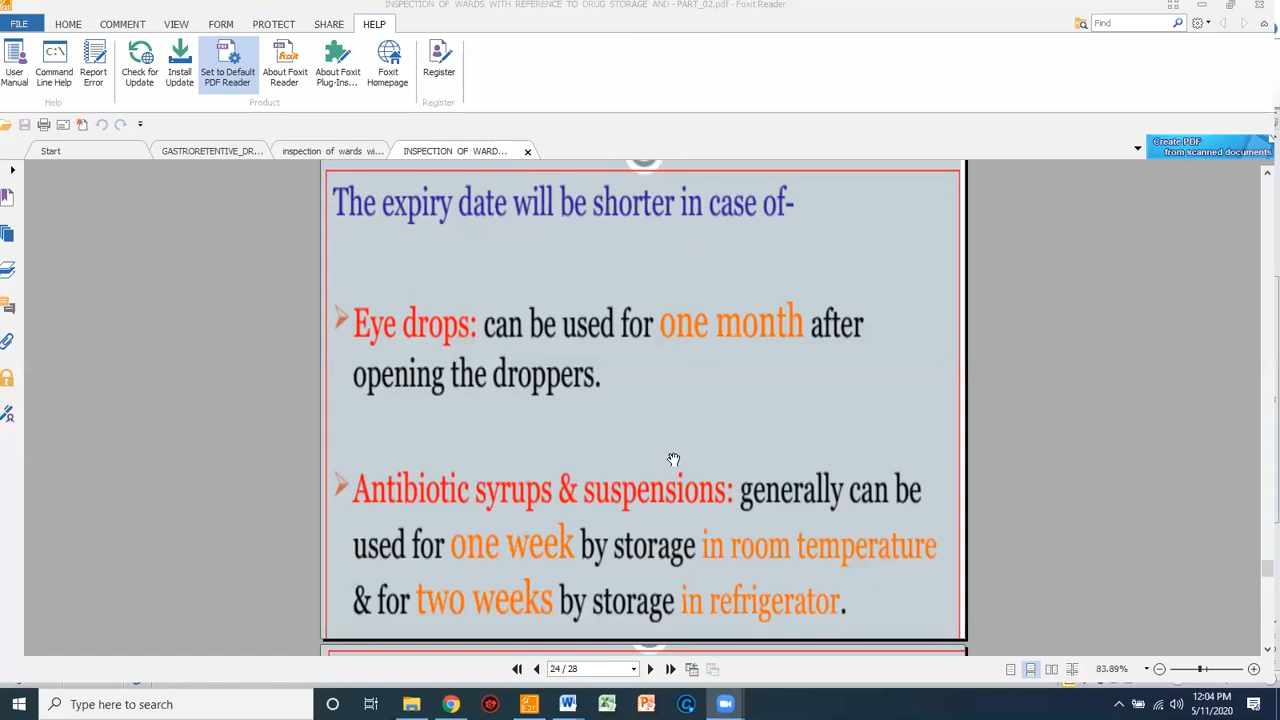 INSPECTION OF WARDS WITH REFERENCE TO DRUG STORAGE AND -PART_02.pdf - Foxit Reader
FILE HOME COMMENT VIEW FORM PROTECT SHARE HELP Find
User Manual
Command Line Help
Report Error
Check for Update
Install Update
Set to Default PDF Reader
About Foxit Reader
About Foxit Plug-Ins...
Foxit Homepage
Register
Help Product Register
Start GASTRORETENTIVE_DR... inspection of wards wi... INSPECTION OF WARD...
Create PDF
from scanned documents
The expiry date will be shorter in case of-
Eye drops: can be used for one month after
opening the droppers.
Antibiotic syrups & suspensions: generally can be
used for one week by storage in room temperature
& for two weeks by storage in refrigerator.
24 / 28 83.89%
Type here to search
12:04 PM
5/11/2020